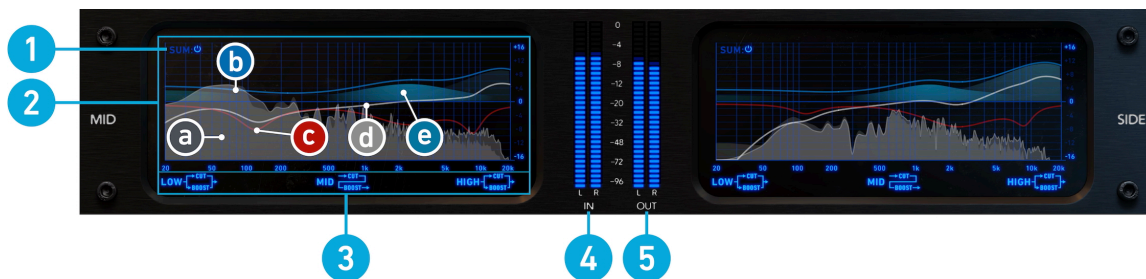 1
2
3
4
5
a
b
c
d
e
MID
SUM:
+16
+12
+8
+4
0
-4
-8
-12
-16
20
50
100
200
500
1k
2k
5k
10k
20k
LOW CUT BOOST
MID CUT BOOST
HIGH CUT BOOST
0
-4
-8
-12
-20
-32
-48
-72
-96
L R
L R
IN
OUT
SUM:
+16
+12
+8
+4
0
-4
-8
-12
-16
20
50
100
200
500
1k
2k
5k
10k
20k
LOW CUT BOOST
MID CUT BOOST
HIGH CUT BOOST
SIDE